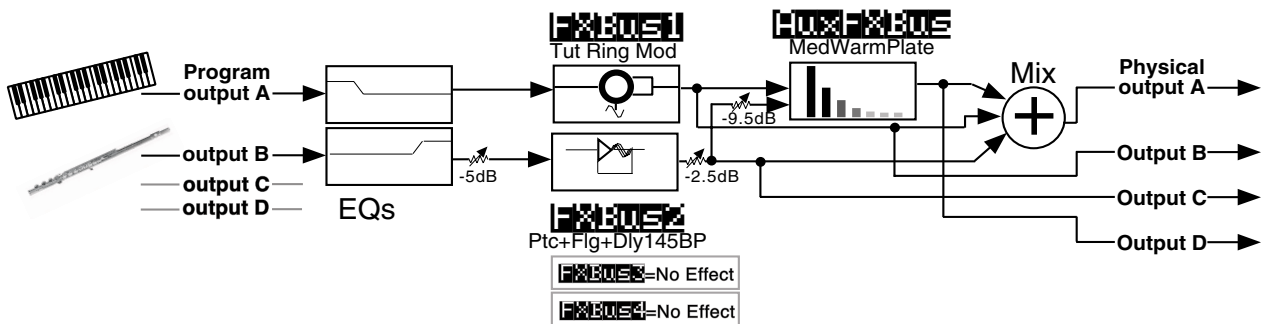 FXBUS1
AuxFXBus
Tut Ring Mod
MedWarmPlate
Program
output A
Mix
Physical
output A
-9.5dB
output B
-5dB
-2.5dB
Output B
output C
output D
EQs
Output C
Output D
FXBUS2
Ptc+Flg+Dly145BP
FXBUS3=No Effect
FXBUS4=No Effect